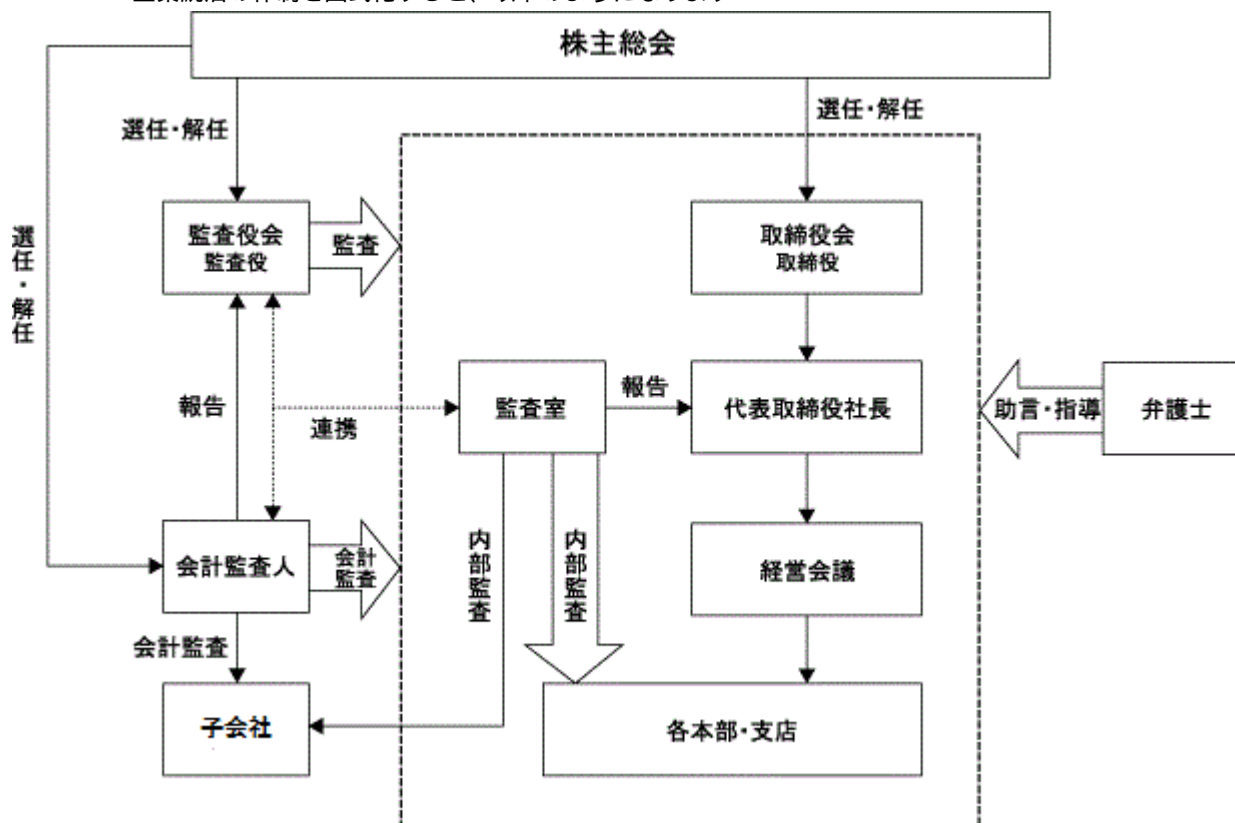 株主総会
選任・解任
選任・解任
選任・解任
監査役会
監査役
監査
取締役会
取締役
報告
連携
監査室
報告
代表取締役社長
助言・指導
弁護士
会計監査人
会計
監査
内部監査
内部監査
経営会議
会計監査
子会社
各本部・支店